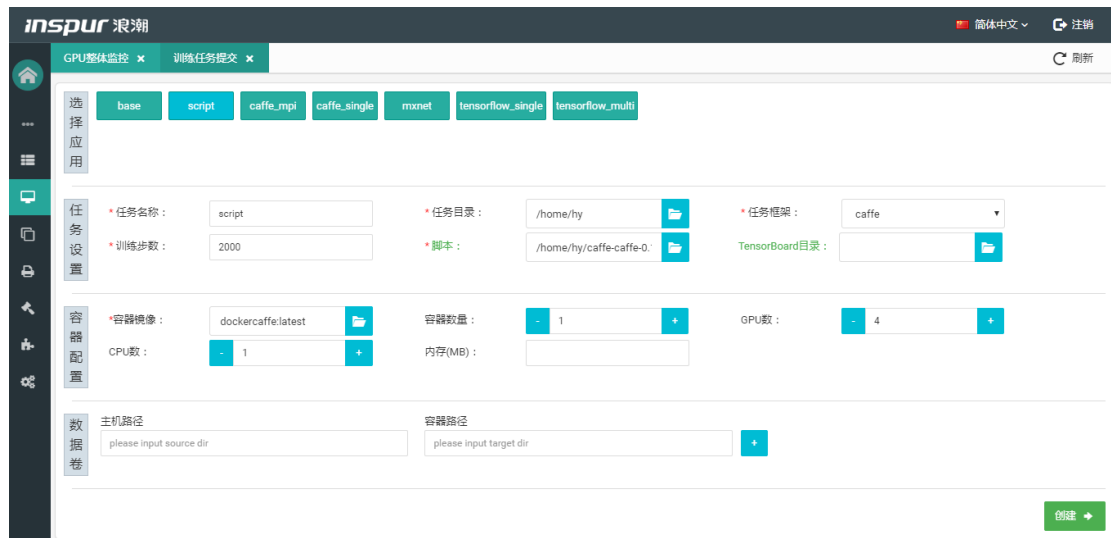 inspur 浪潮
简体中文
注销
GPU整体监控 ×
训练任务提交 ×
刷新
选择应用
base
script
caffe_mpi
caffe_single
mxnet
tensorflow_single
tensorflow_multi
任务设置
* 任务名称：
script
* 任务目录：
/home/hy
* 任务框架：
caffe
* 训练步数：
2000
* 脚本：
/home/hy/caffe-caffe-0.
TensorBoard目录：
容器配置
*容器镜像：
dockercaffe:latest
容器数量：
- 1 +
GPU数：
- 4 +
CPU数：
- 1 +
内存(MB)：
数据卷
主机路径
please input source dir
容器路径
please input target dir
+
创建